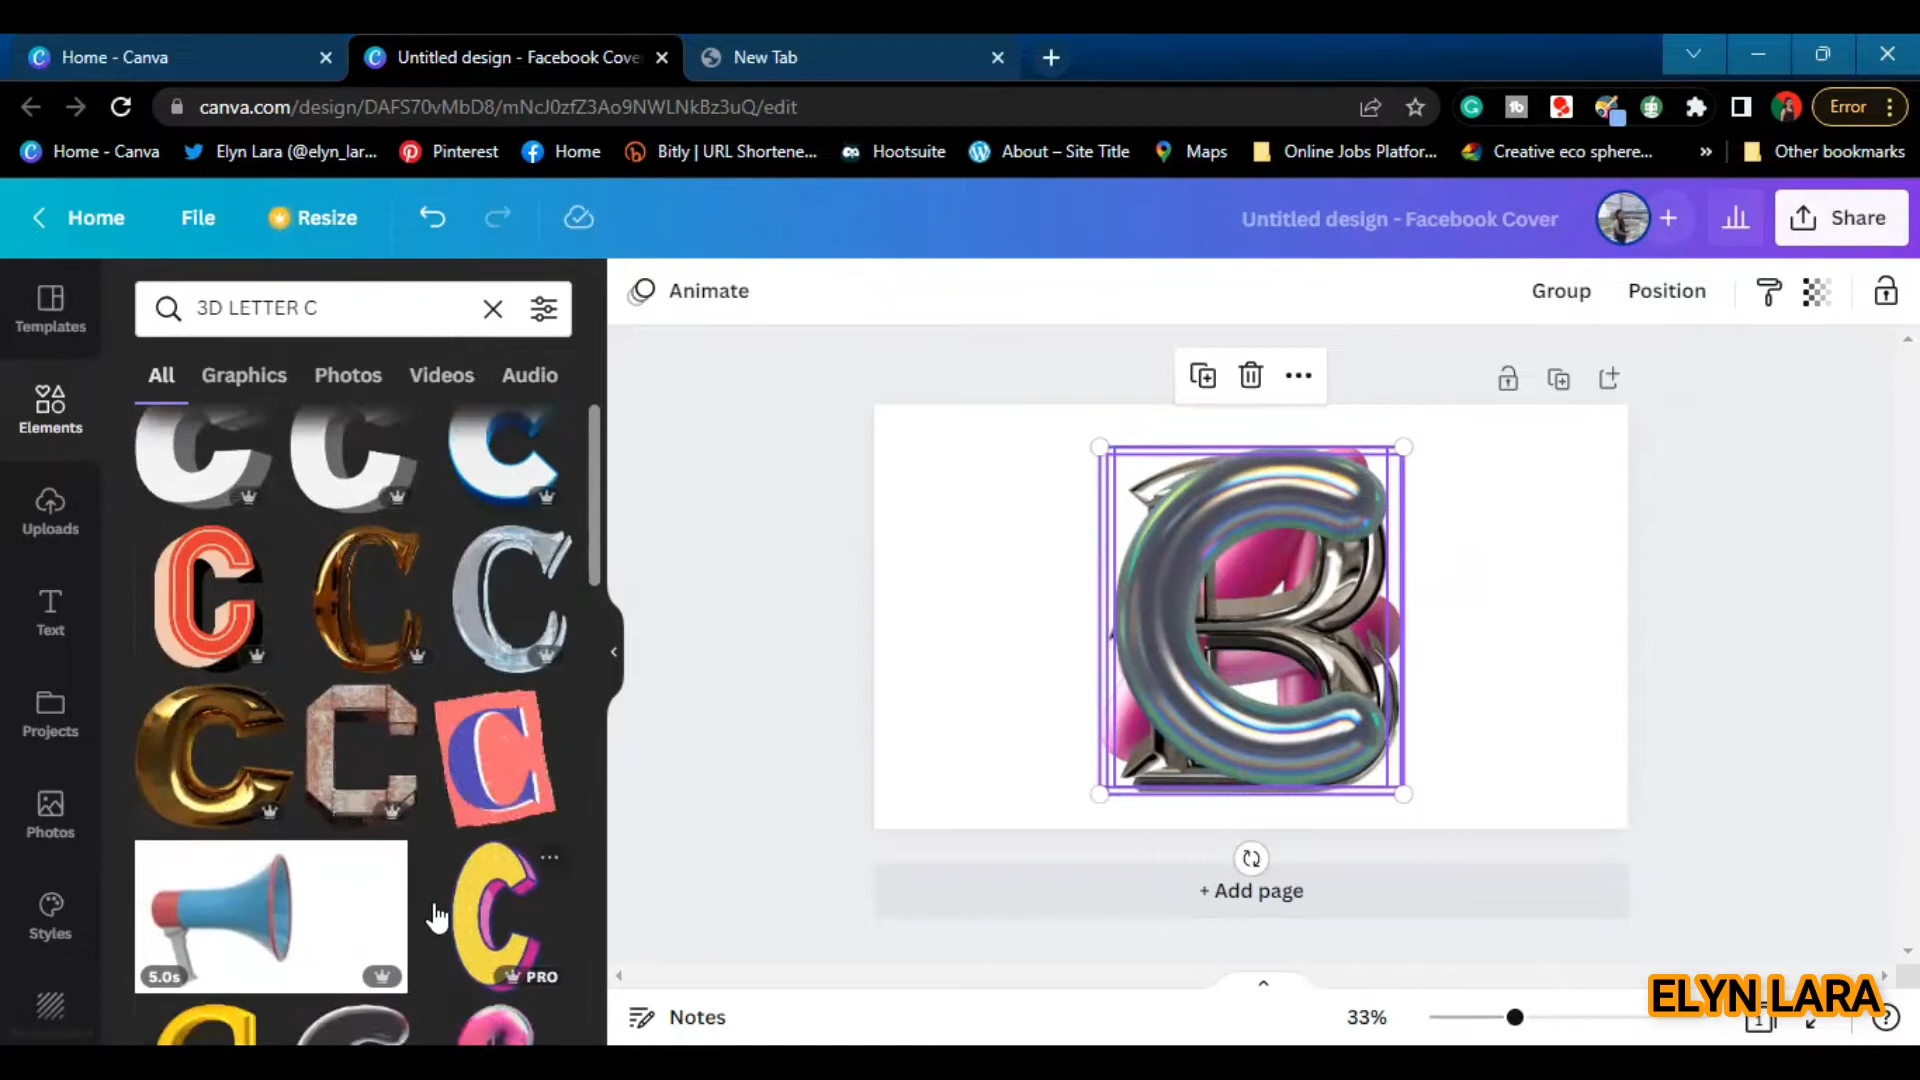 Home - Canva
Untitled design - Facebook Cove
New Tab
canva.com/design/DAFS70vMbD8/mNcJ0zfZ3Ao9NWLNkBz3uQ/edit
Error
Home - Canva
Elyn Lara (@elyn_lar...
Pinterest
Home
Bitly | URL Shortene...
Hootsuite
About – Site Title
Maps
Online Jobs Platfor...
Creative eco sphere...
»
Other bookmarks
Home
File
Resize
Untitled design - Facebook Cover
Share
Templates
Elements
Uploads
Text
Projects
Photos
Styles
3D LETTER C
All
Graphics
Photos
Videos
Audio
C C C
C C C
C C C
5.0s
C
PRO
Animate
Group
Position
B
C
+ Add page
Notes
33%
1
ELYN LARA